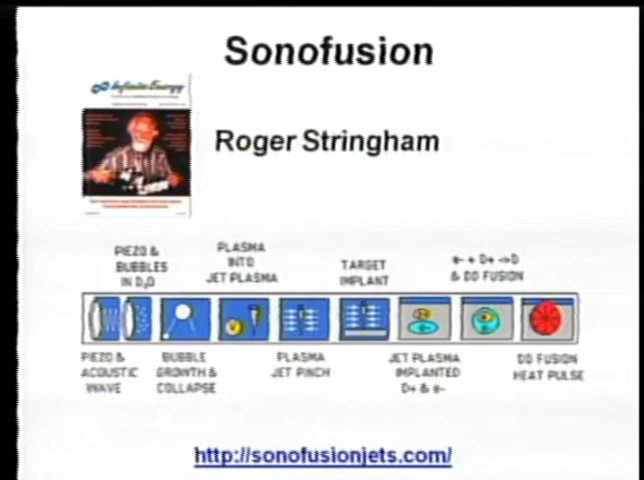 Sonofusion
Infinite Energy
Roger Stringham
PIEZO &
BUBBLES
IN D₂O
PLASMA
INTO
JET PLASMA
TARGET
IMPLANT
e- + D+ ->D
& DD FUSION
PIEZO &
ACOUSTIC
WAVE
BUBBLE
GROWTH &
COLLAPSE
PLASMA
JET PINCH
JET PLASMA
IMPLANTED
D+ & e-
DD FUSION
HEAT PULSE
http://sonofusionjets.com/